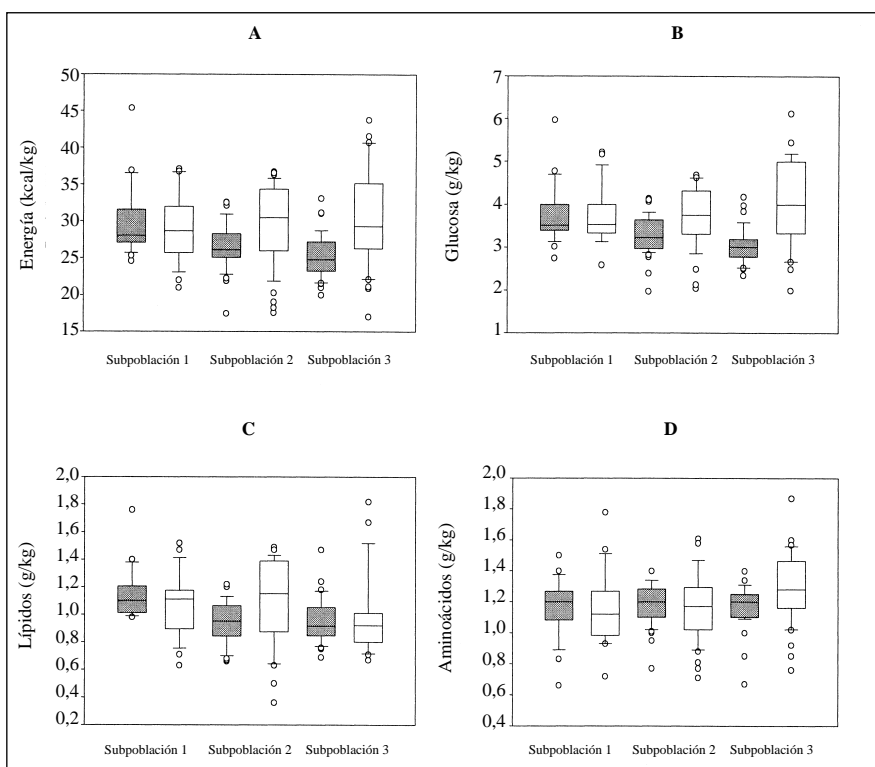 A
Energía (kcal/kg)
50
45
40
35
30
25
20
15
Subpoblación 1
Subpoblación 2
Subpoblación 3
B
Glucosa (g/kg)
7
6
5
4
3
2
1
Subpoblación 1
Subpoblación 2
Subpoblación 3
C
Lípidos (g/kg)
2,0
1,8
1,6
1,4
1,2
1,0
0,8
0,6
0,4
0,2
Subpoblación 1
Subpoblación 2
Subpoblación 3
D
Aminoácidos (g/kg)
2,0
1,8
1,6
1,4
1,2
1,2
0,8
0,6
0,4
Subpoblación 1
Subpoblación 2
Subpoblación 3